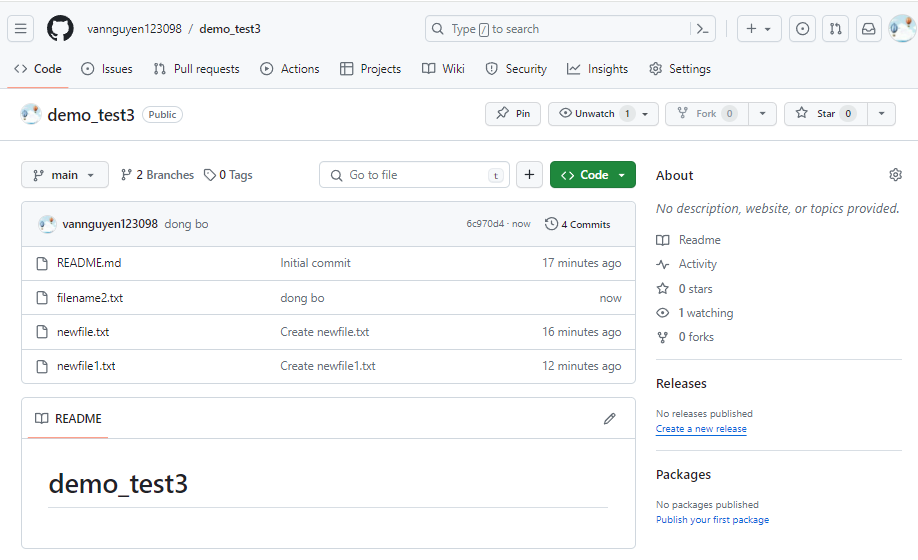 vannguyen123098 / demo_test3 Type / to search
Code Issues Pull requests Actions Projects Wiki Security Insights Settings
demo_test3 Public Pin Unwatch 1 Fork 0 Star 0
main 2 Branches 0 Tags Go to file t + Code
vannguyen123098 dong bo 6c970d4 · now 4 Commits
README.md Initial commit 17 minutes ago
filename2.txt dong bo now
newfile.txt Create newfile.txt 16 minutes ago
newfile1.txt Create newfile1.txt 12 minutes ago
README
demo_test3
About
No description, website, or topics provided.
Readme
Activity
0 stars
1 watching
0 forks
Releases
No releases published
Create a new release
Packages
No packages published
Publish your first package